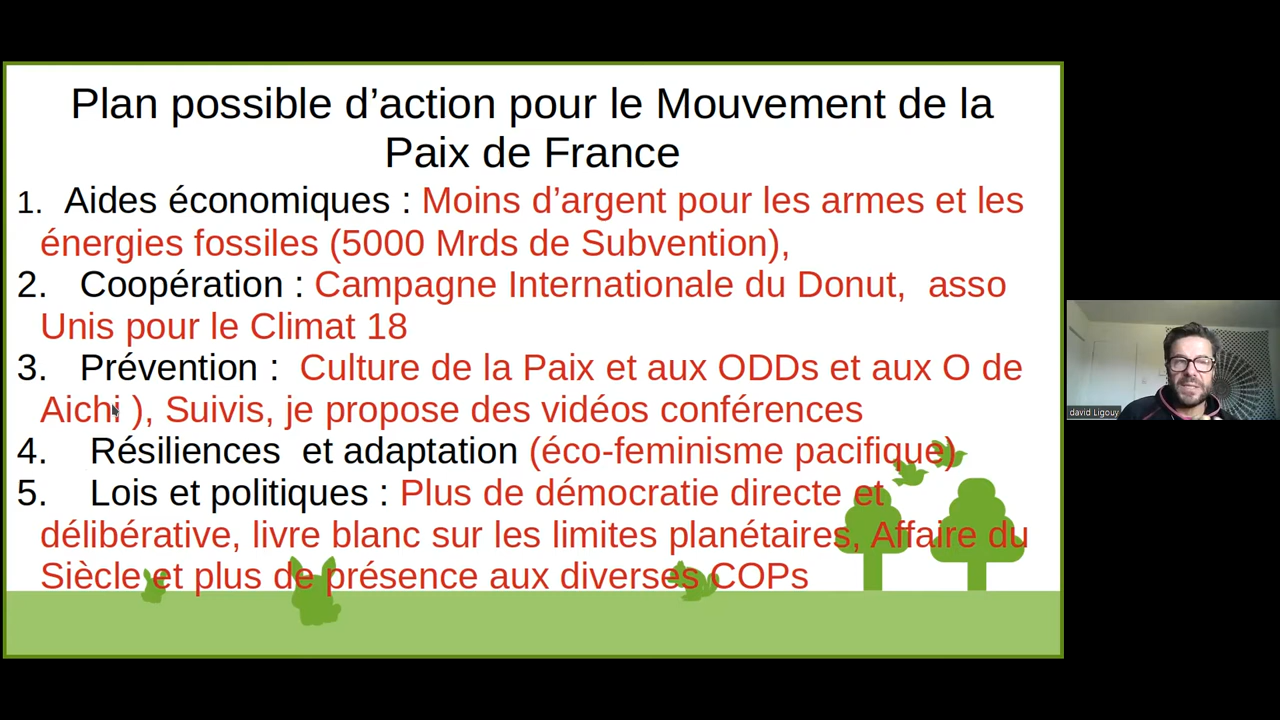 Plan possible d’action pour le Mouvement de la
Paix de France
1. Aides économiques : Moins d’argent pour les armes et les
énergies fossiles (5000 Mrds de Subvention),
2. Coopération : Campagne Internationale du Donut, asso
Unis pour le Climat 18
3. Prévention : Culture de la Paix et aux ODDs et aux O de
Aichi ), Suivis, je propose des vidéos conférences
4. Résiliences et adaptation (éco-feminisme pacifique)
5. Lois et politiques : Plus de démocratie directe et
délibérative, livre blanc sur les limites planétaires, Affaire du
Siècle et plus de présence aux diverses COPs
david Ligouy